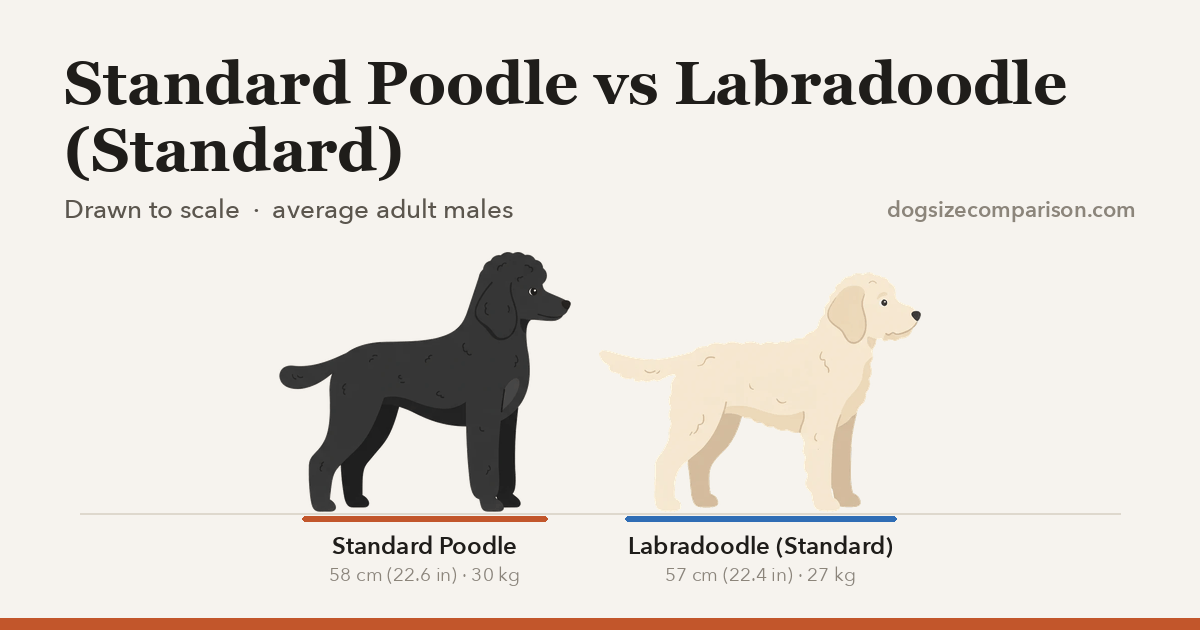 Standard Poodle vs Labradoodle
(Standard)
Drawn to scale · average adult males
dogsizecomparison.com
Standard Poodle
58 cm (22.6 in) · 30 kg
Labradoodle (Standard)
57 cm (22.4 in) · 27 kg